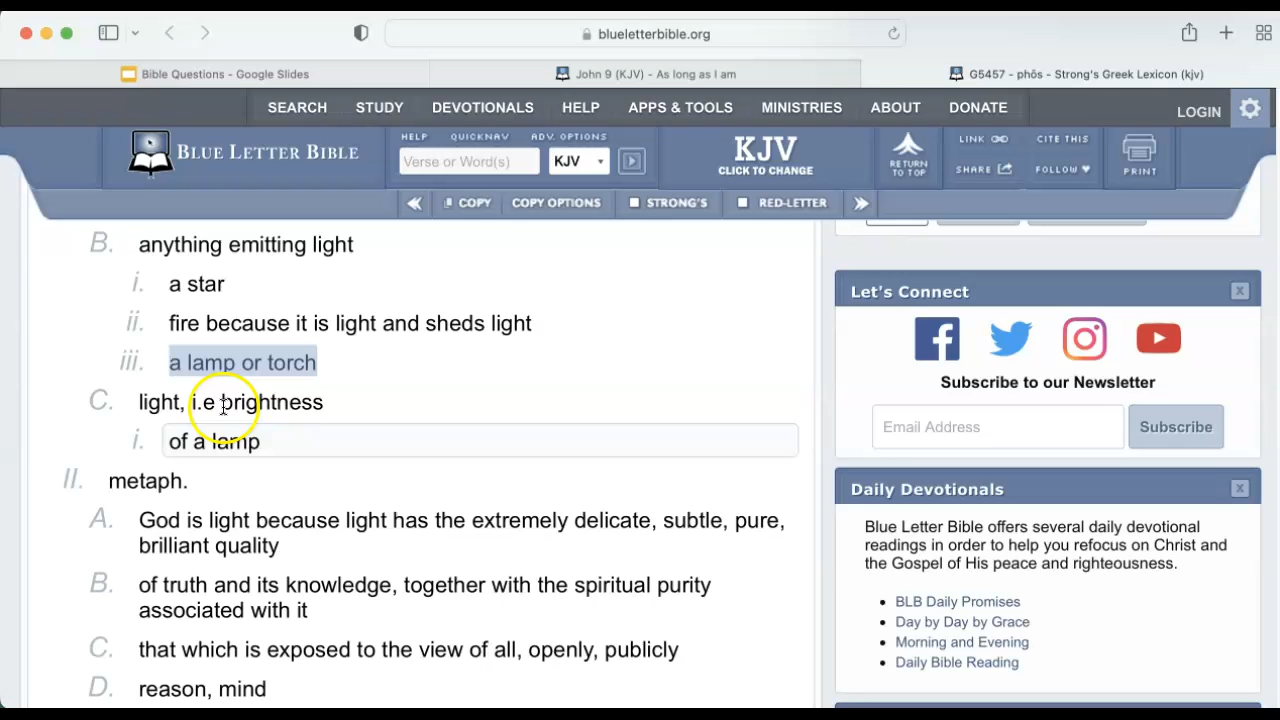 blueletterbible.org
Bible Questions - Google Slides
John 9 (KJV) - As long as I am
G5457 - phōs - Strong's Greek Lexicon (kjv)
SEARCH STUDY DEVOTIONALS HELP APPS & TOOLS MINISTRIES ABOUT DONATE LOGIN
BLUE LETTER BIBLE
HELP QUICKNAV ADV. OPTIONS
Verse or Word(s) KJV
KJV
CLICK TO CHANGE
RETURN
TO TOP
LINK CITE THIS
SHARE FOLLOW
PRINT
COPY COPY OPTIONS STRONG'S RED-LETTER
B. anything emitting light
i. a star
ii. fire because it is light and sheds light
iii. a lamp or torch
C. light, i.e brightness
i. of a lamp
II. metaph.
A. God is light because light has the extremely delicate, subtle, pure,
brilliant quality
B. of truth and its knowledge, together with the spiritual purity
associated with it
C. that which is exposed to the view of all, openly, publicly
D. reason, mind
Let's Connect x
Subscribe to our Newsletter
Email Address Subscribe
Daily Devotionals x
Blue Letter Bible offers several daily devotional
readings in order to help you refocus on Christ and
the Gospel of His peace and righteousness.
• BLB Daily Promises
• Day by Day by Grace
• Morning and Evening
• Daily Bible Reading